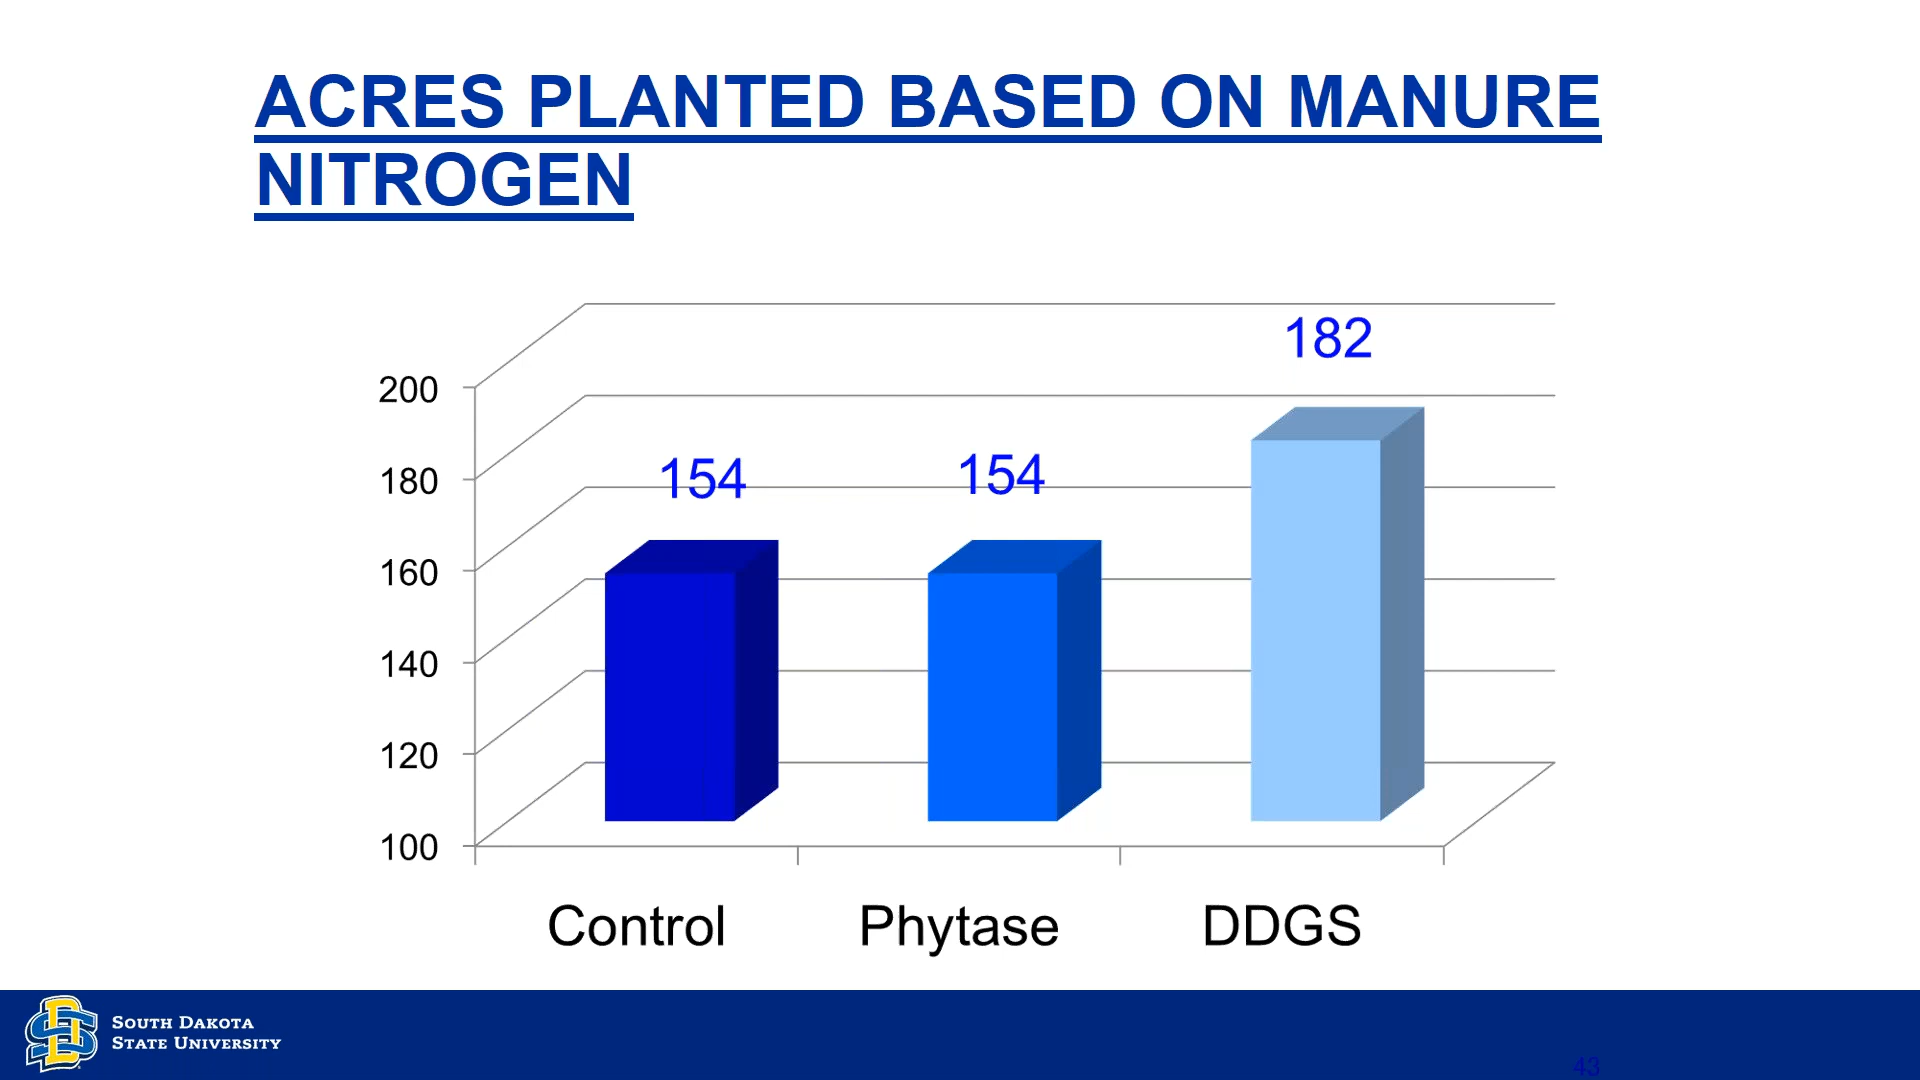 ACRES PLANTED BASED ON MANURE
NITROGEN
182
200
154
154
180
160
140
120
100
Control
Phytase
DDGS
South Dakota
State University
43